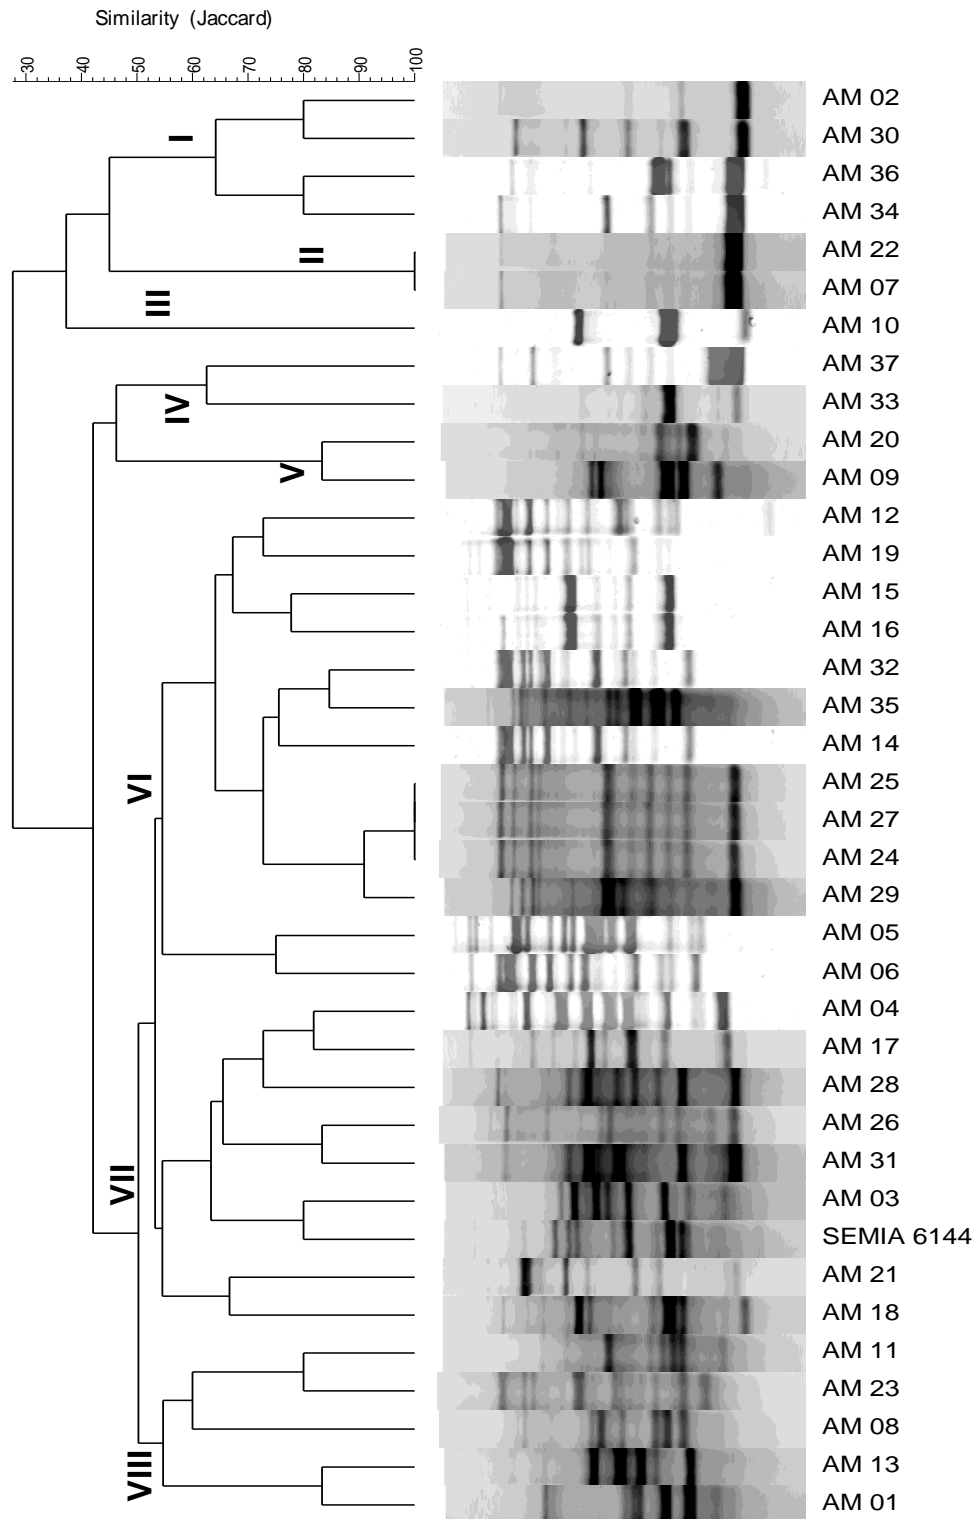 Similarity (Jaccard)
30 40 50 60 70 80 90 100
AM 02
I
AM 30
AM 36
AM 34
II
AM 22
AM 07
III
AM 10
AM 37
AM 33
IV
AM 20
V
AM 09
AM 12
AM 19
AM 15
AM 16
AM 32
AM 35
AM 14
VI
AM 25
AM 27
AM 24
AM 29
AM 05
AM 06
AM 04
AM 17
AM 28
AM 26
AM 31
VII
AM 03
SEMIA 6144
AM 21
AM 18
AM 11
AM 23
AM 08
VIII
AM 13
AM 01